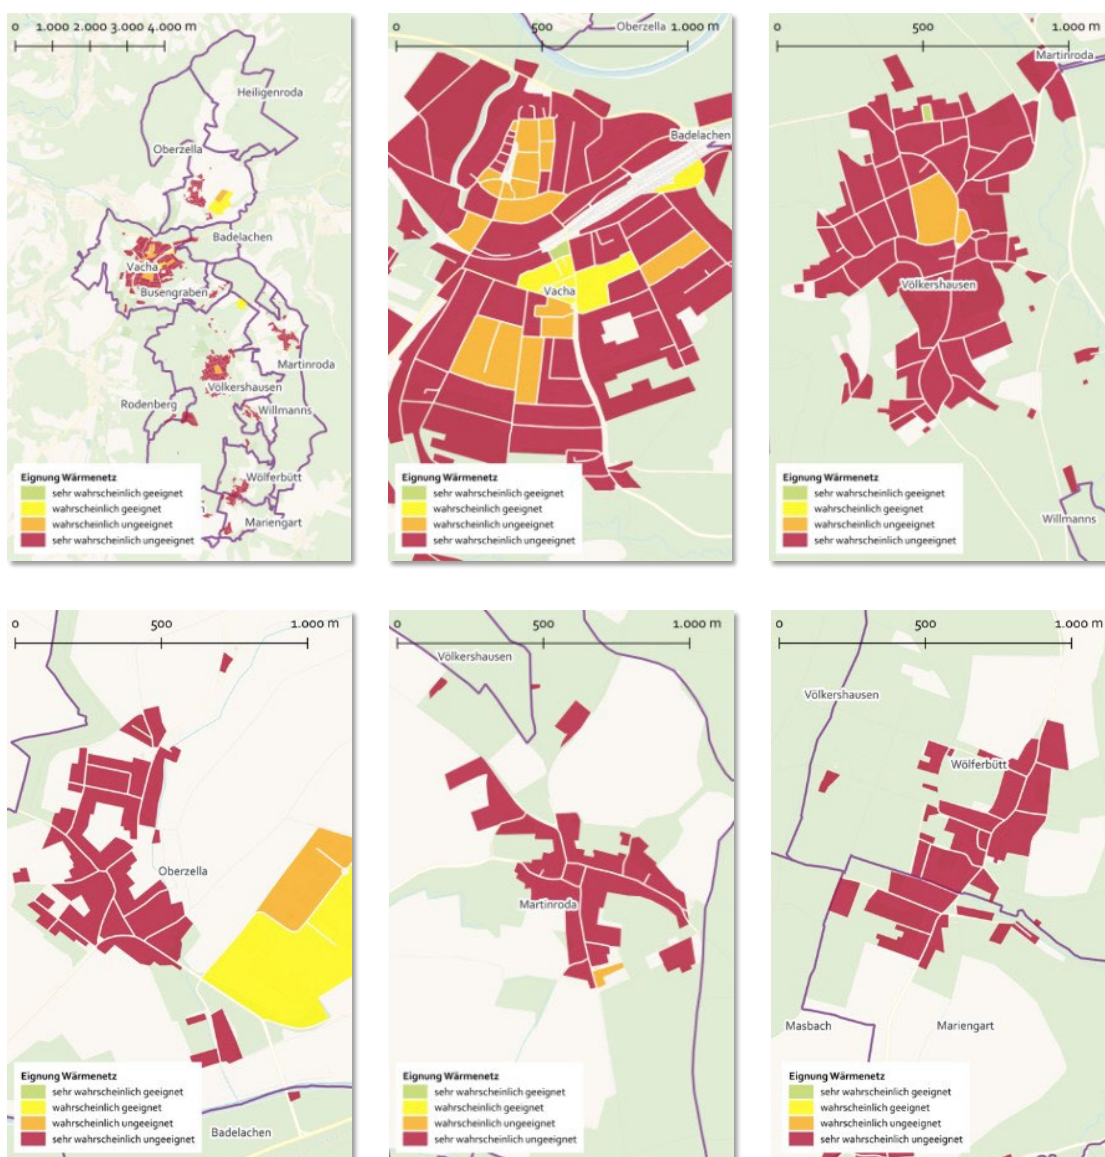 0 1.000 2.000 3.000 4.000 m
Heiligenroda
Oberzella
Badelachen
Vacha
Busengraben
Martinroda
Völkershausen
Rodenberg
Willmanns
Wölferbütt
Mariengart
Eignung Wärmenetz
sehr wahrscheinlich geeignet
wahrscheinlich geeignet
wahrscheinlich ungeeignet
sehr wahrscheinlich ungeeignet
0 500 1.000 m
Oberzella
Badelachen
Vacha
Eignung Wärmenetz
sehr wahrscheinlich geeignet
wahrscheinlich geeignet
wahrscheinlich ungeeignet
sehr wahrscheinlich ungeeignet
0 500 1.000 m
Martinroda
Völkershausen
Willmanns
Eignung Wärmenetz
sehr wahrscheinlich geeignet
wahrscheinlich geeignet
wahrscheinlich ungeeignet
sehr wahrscheinlich ungeeignet
0 500 1.000 m
Oberzella
Eignung Wärmenetz
sehr wahrscheinlich geeignet
wahrscheinlich geeignet
wahrscheinlich ungeeignet
sehr wahrscheinlich ungeeignet
Badelachen
0 500 1.000 m
Völkershausen
Martinroda
Eignung Wärmenetz
sehr wahrscheinlich geeignet
wahrscheinlich geeignet
wahrscheinlich ungeeignet
sehr wahrscheinlich ungeeignet
0 500 1.000 m
Völkershausen
Wölferbütt
Masbach
Mariengart
Eignung Wärmenetz
sehr wahrscheinlich geeignet
wahrscheinlich geeignet
wahrscheinlich ungeeignet
sehr wahrscheinlich ungeeignet